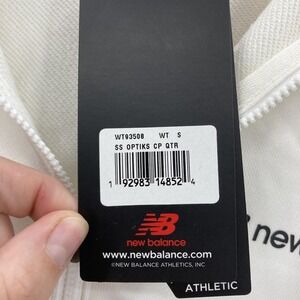 WT93508 WT S
SS OPTIKS CP QTR
1 92983 14852 4
new balance
www.newbalance.com
©NEW BALANCE ATHLETICS, INC
ATHLETIC
new